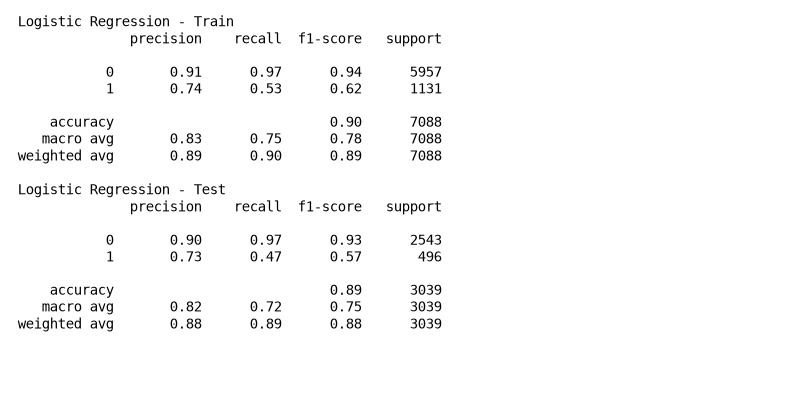 Logistic Regression - Train
              precision    recall  f1-score   support

           0       0.91      0.97      0.94      5957
           1       0.74      0.53      0.62      1131

    accuracy                           0.90      7088
   macro avg       0.83      0.75      0.78      7088
weighted avg       0.89      0.90      0.89      7088

Logistic Regression - Test
              precision    recall  f1-score   support

           0       0.90      0.97      0.93      2543
           1       0.73      0.47      0.57       496

    accuracy                           0.89      3039
   macro avg       0.82      0.72      0.75      3039
weighted avg       0.88      0.89      0.88      3039